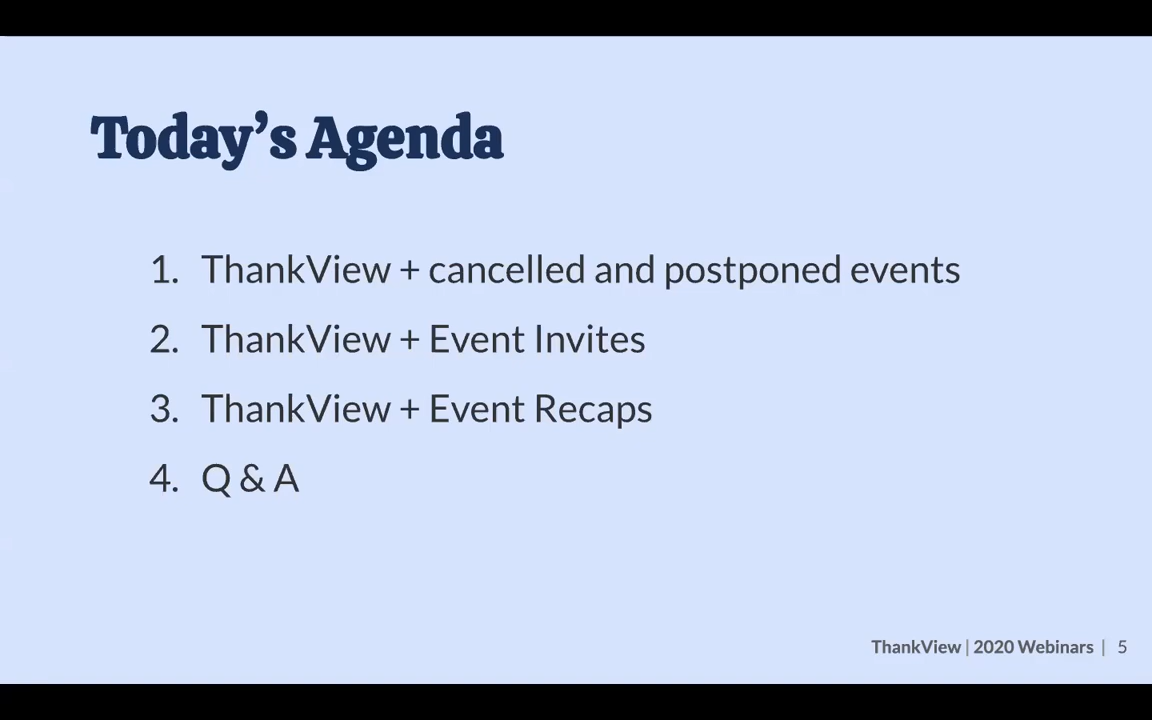 Today’s Agenda
1. ThankView + cancelled and postponed events
2. ThankView + Event Invites
3. ThankView + Event Recaps
4. Q & A
ThankView | 2020 Webinars | 5